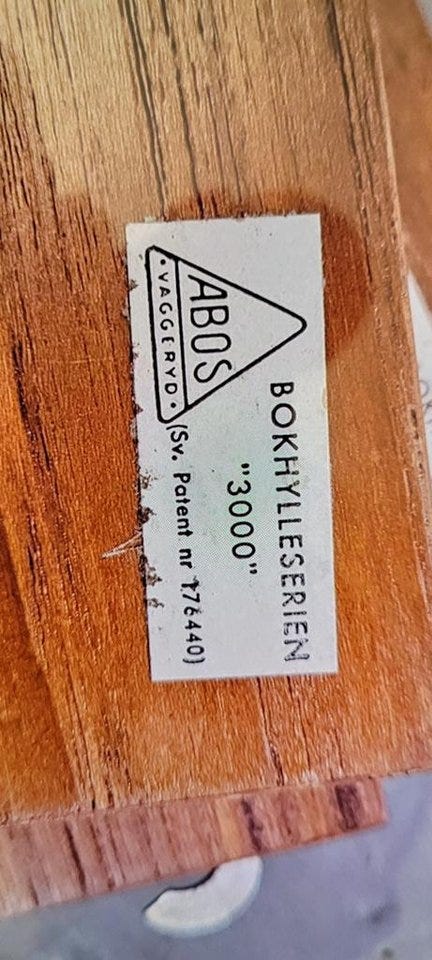 ABOS
• VAGGERYD •
BOKHYLLESERIEN
"3000"
(Sv. Patent nr 176440)